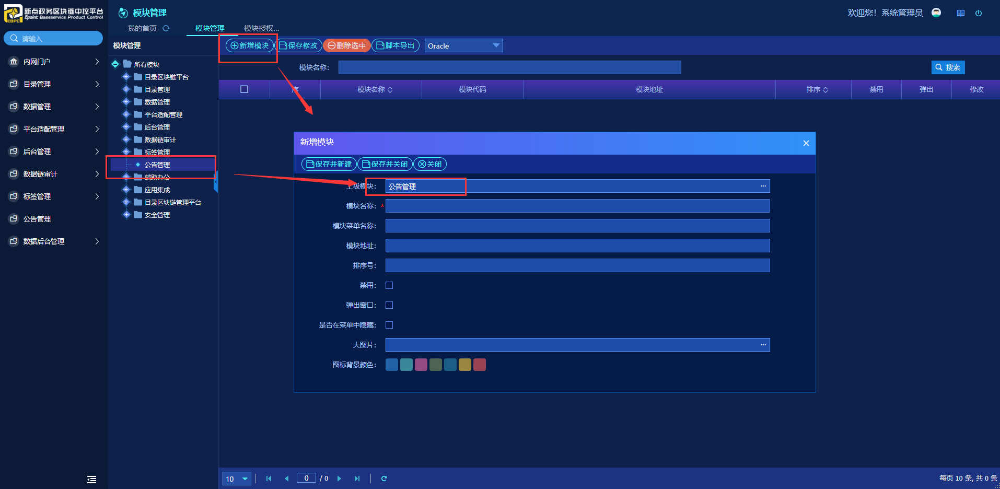 新点政务区块链中控平台
Epoint Baseservice Product Control
EBPC
模块管理
欢迎您！系统管理员
我的首页
模块管理
模块授权...
请输入
内网门户
目录管理
数据管理
平台适配管理
后台管理
数据链审计
标签管理
公告管理
数据后台管理
模块管理
所有模块
目录区块链平台
目录管理
数据管理
平台适配管理
后台管理
数据链审计
标签管理
公告管理
辅助办公
应用集成
目录区块链管理平台
安全管理
新增模块 保存修改 删除选中 脚本导出 Oracle
模块名称：
搜索
序 模块名称 模块代码 模块地址 排序 禁用 弹出 修改
新增模块
保存并新建 保存并关闭 关闭
上级模块： 公告管理 ...
模块名称： *
模块菜单名称：
模块地址：
排序号：
禁用：
弹出窗口：
是否在菜单中隐藏：
大图片： ...
图标背景颜色：
10 0 / 0
每页 10 条, 共 0 条